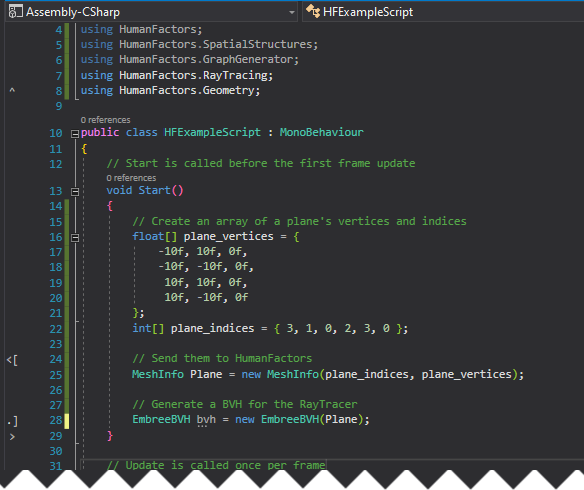 Assembly-CSharp HFExampleScript
4 using HumanFactors;
5 using HumanFactors.SpatialStructures;
6 using HumanFactors.GraphGenerator;
7 using HumanFactors.RayTracing;
8 using HumanFactors.Geometry;
9
0 references
10 public class HFExampleScript : MonoBehaviour
11 {
12 // Start is called before the first frame update
0 references
13 void Start()
14 {
15 // Create an array of a plane's vertices and indices
16 float[] plane_vertices = {
17 -10f, 10f, 0f,
18 -10f, -10f, 0f,
19 10f, 10f, 0f,
20 10f, -10f, 0f
21 };
22 int[] plane_indices = { 3, 1, 0, 2, 3, 0 };
23
24 // Send them to HumanFactors
25 MeshInfo Plane = new MeshInfo(plane_indices, plane_vertices);
26
27 // Generate a BVH for the RayTracer
28 EmbreeBVH bvh = new EmbreeBVH(Plane);
29 }
30
31 // Update is called once per frame